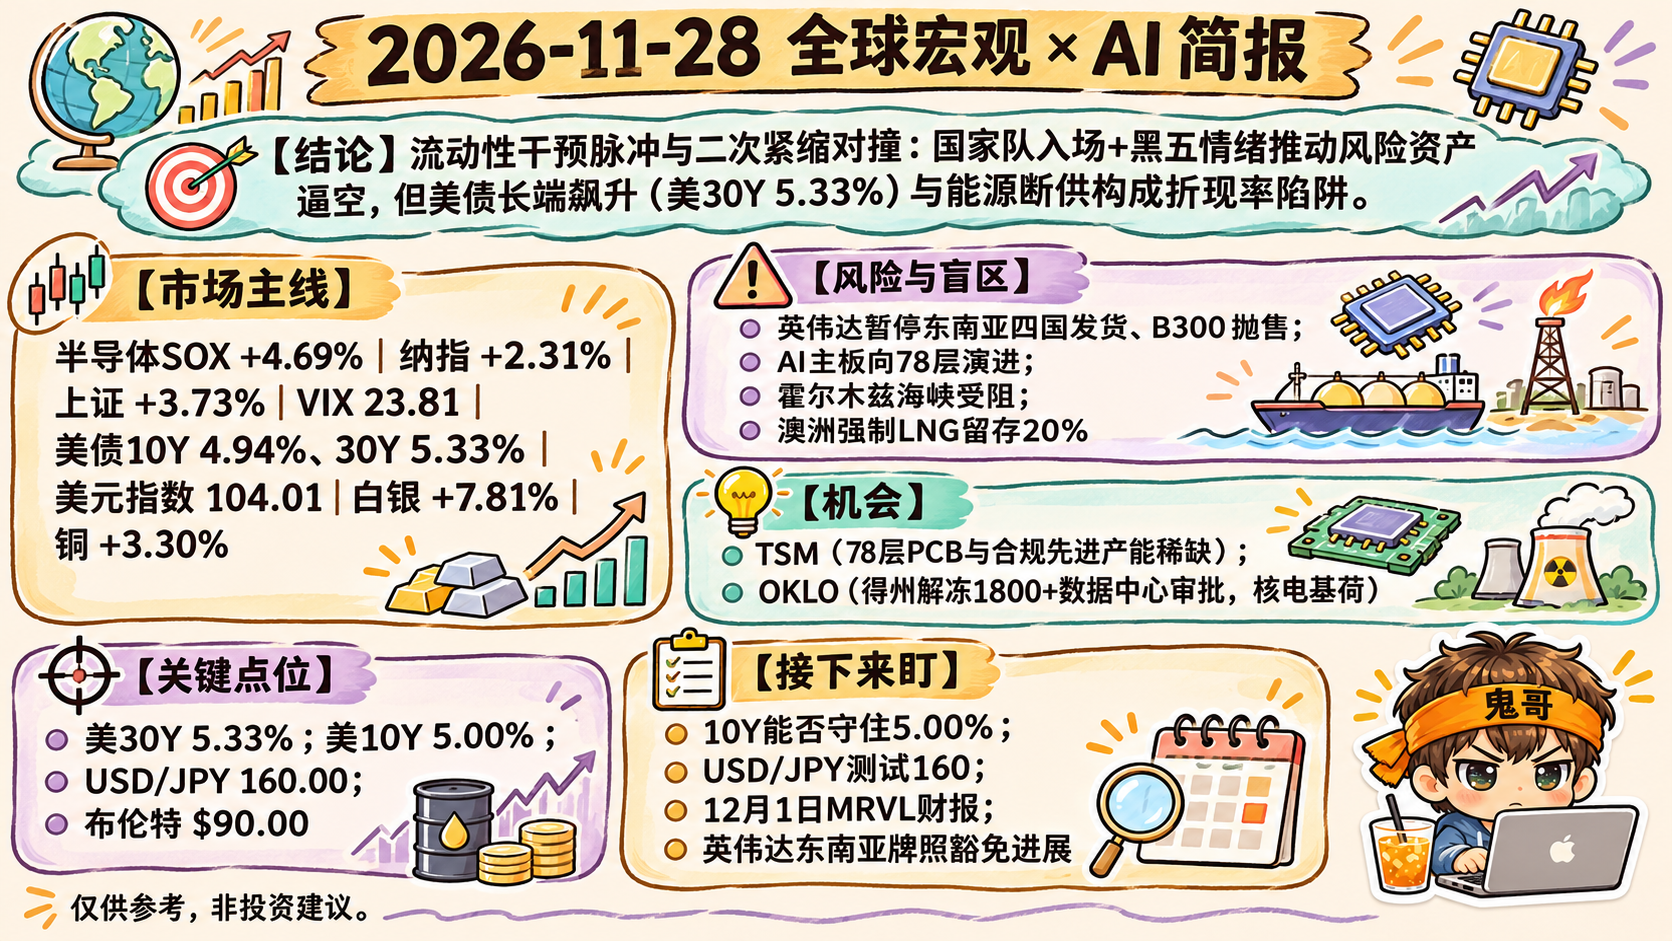 2026-11-28 全球宏观 × AI 简报
【结论】流动性干预脉冲与二次紧缩对撞：国家队入场+黑五情绪推动风险资产
逼空，但美债长端飙升（美30Y 5.33%）与能源断供构成折现率陷阱。
【市场主线】
半导体SOX +4.69%｜纳指 +2.31%｜
上证 +3.73%｜VIX 23.81｜
美债10Y 4.94%、30Y 5.33%｜
美元指数 104.01｜白银 +7.81%｜
铜 +3.30%
【风险与盲区】
英伟达暂停东南亚四国发货、B300 抛售；
AI主板向78层演进；
霍尔木兹海峡受阻；
澳洲强制LNG留存20%
【机会】
TSM（78层PCB与合规先进产能稀缺）；
OKLO（得州解冻1800+数据中心审批，核电基荷）
【关键点位】
美30Y 5.33%；美10Y 5.00%；
USD/JPY 160.00；
布伦特 $90.00
【接下来盯】
10Y能否守住5.00%；
USD/JPY测试160；
12月1日MRVL财报；
英伟达东南亚牌照豁免进展
鬼哥
仅供参考，非投资建议。